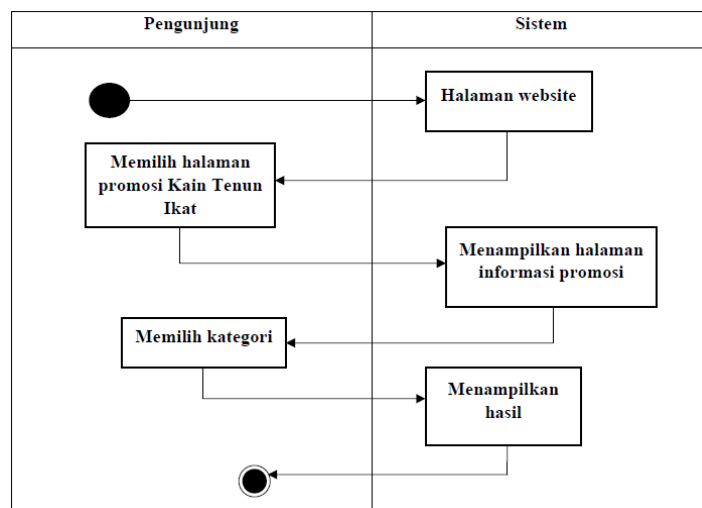 Pengunjung
Sistem
Halaman website
Memilih halaman
promosi Kain Tenun
Ikat
Menampilkan halaman
informasi promosi
Memilih kategori
Menampilkan
hasil